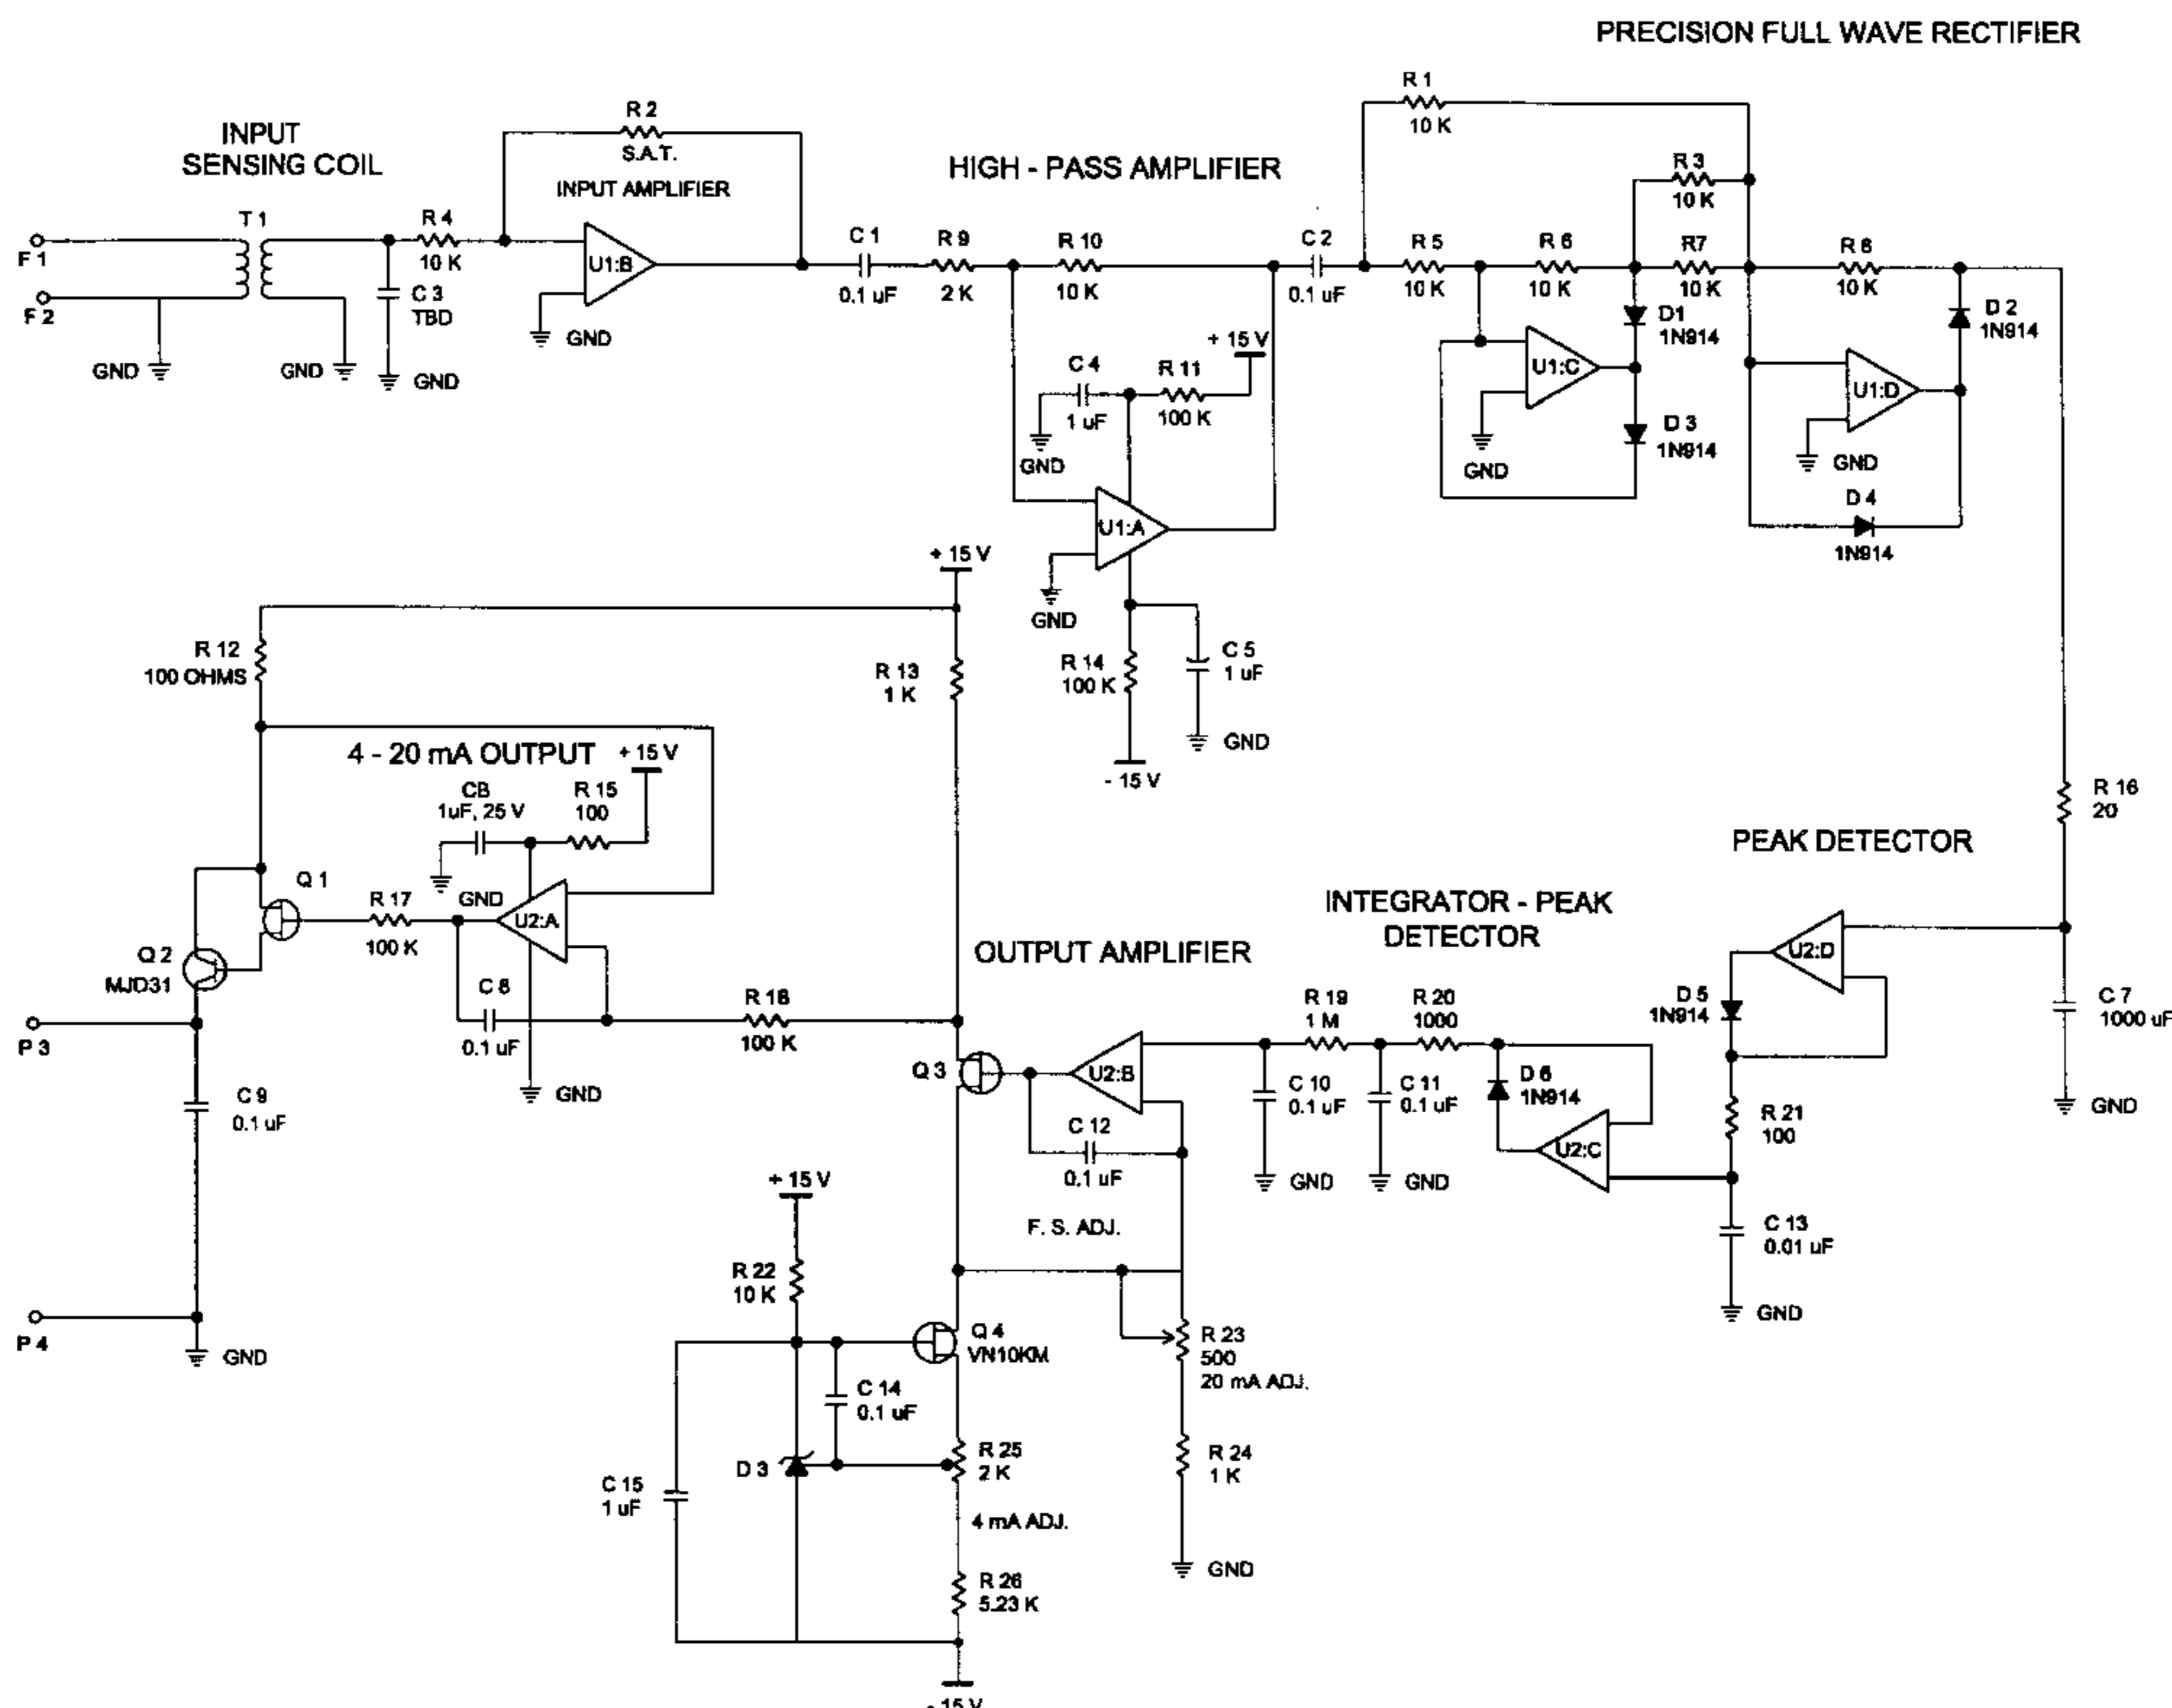 PRECISION FULL WAVE RECTIFIER
R 1
10 K
INPUT
SENSING COIL
R 2
S.A.T.
INPUT AMPLIFIER
HIGH - PASS AMPLIFIER
R 3
10 K
F 1
F 2
T 1
R 4
10 K
C 3
TBD
GND
GND
GND
U1:B
GND
C 1
0.1 uF
R 9
2 K
R 10
10 K
C 2
0.1 uF
R 5
10 K
R 6
10 K
R7
10 K
R 8
10 K
D1
1N914
D 2
1N914
U1:C
GND
D 3
1N914
U1:D
GND
D 4
1N914
+ 15 V
C 4
1 uF
R 11
100 K
GND
U1:A
GND
R 14
100 K
C 5
1 uF
GND
- 15 V
+ 15 V
R 12
100 OHMS
R 13
1 K
4 - 20 mA OUTPUT
+ 15 V
CB
1uF, 25 V
R 15
100
GND
Q 1
R 17
100 K
U2:A
Q 2
MJD31
C 8
0.1 uF
R 18
100 K
GND
P 3
C 9
0.1 uF
P 4
GND
R 16
20
PEAK DETECTOR
INTEGRATOR - PEAK
DETECTOR
OUTPUT AMPLIFIER
U2:D
D 5
1N914
C 7
1000 uF
GND
R 19
1 M
R 20
1000
Q 3
U2:B
C 10
0.1 uF
C 11
0.1 uF
D 6
1N914
R 21
100
U2:C
C 12
0.1 uF
GND
GND
C 13
0.01 uF
GND
F. S. ADJ.
+ 15 V
R 22
10 K
Q 4
VN10KM
R 23
500
20 mA ADJ.
C 14
0.1 uF
D 3
R 25
2 K
R 24
1 K
C 15
1 uF
4 mA ADJ.
GND
R 26
5.23 K
- 15 V